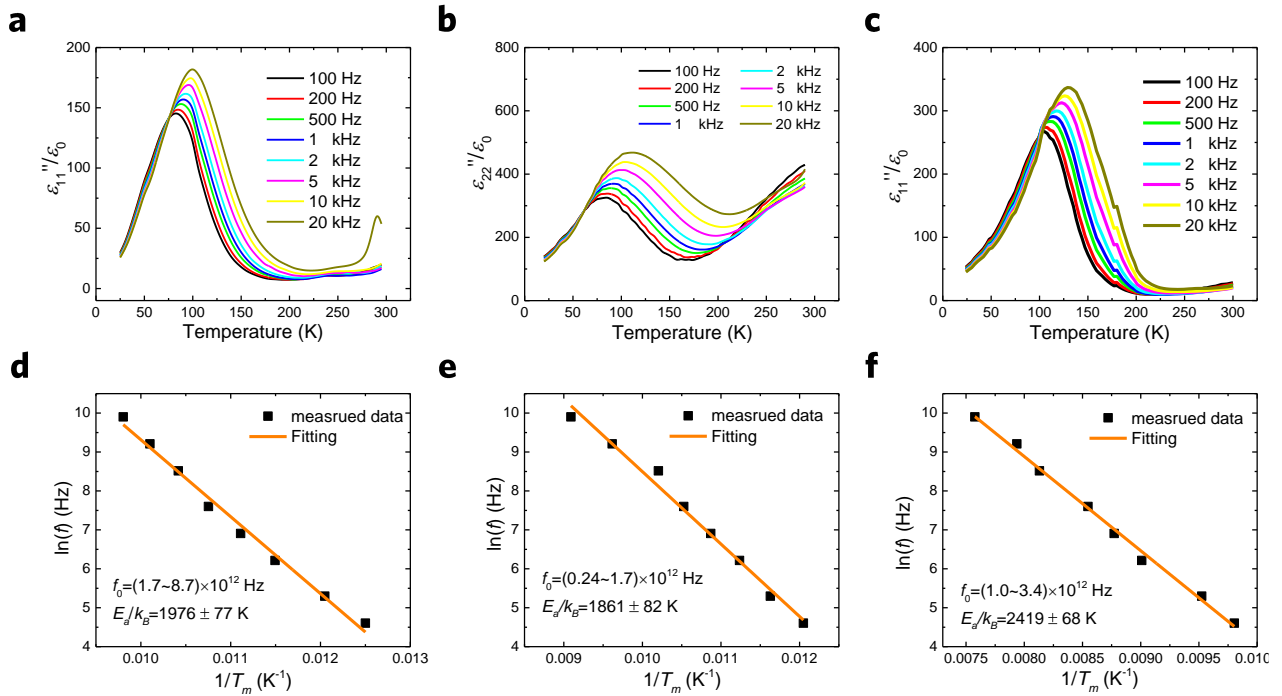 a
ε11''/ε0
200
150
100
50
25
0
0 50 100 150 200 250 300
Temperature (K)
100 Hz
200 Hz
500 Hz
1 kHz
2 kHz
5 kHz
10 kHz
20 kHz
b
ε22''/ε0
800
600
400
200
0
0 50 100 150 200 250 300
Temperature (K)
100 Hz
200 Hz
500 Hz
1 kHz
2 kHz
5 kHz
10 kHz
20 kHz
c
ε11''/ε0
400
300
200
100
0
0 50 100 150 200 250 300
Temperature (K)
100 Hz
200 Hz
500 Hz
1 kHz
2 kHz
5 kHz
10 kHz
20 kHz
d
ln(f) (Hz)
10
9
8
7
6
5
4
0.010 0.011 0.012 0.013
1/Tm (K-1)
measrued data
Fitting
f0=(1.7~8.7)×10^12 Hz
Ea/kB=1976 ± 77 K
e
ln(f) (Hz)
10
9
8
7
6
5
4
0.009 0.010 0.011 0.012
1/Tm (K-1)
measrued data
Fitting
f0=(0.24~1.7)×10^12 Hz
Ea/kB=1861 ± 82 K
f
ln(f) (Hz)
10
9
8
7
6
5
4
0.0075 0.0080 0.0085 0.0090 0.0095 0.010
1/Tm (K-1)
measrued data
Fitting
f0=(1.0~3.4)×10^12 Hz
Ea/kB=2419 ± 68 K